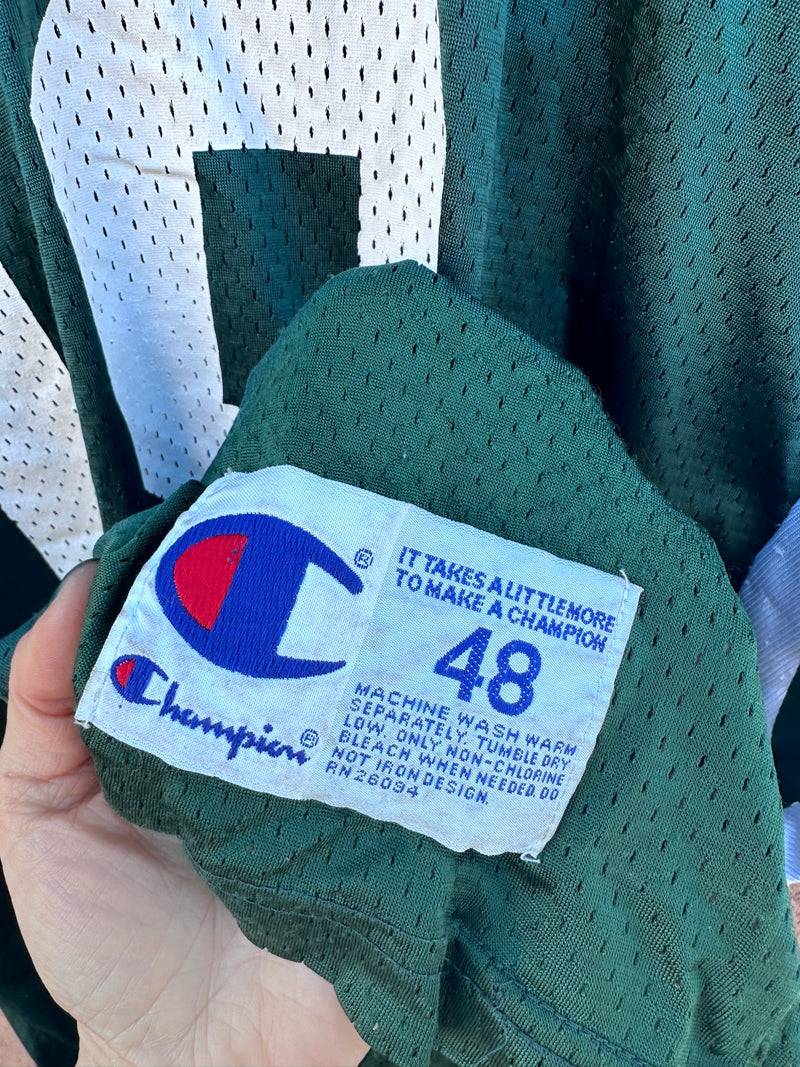 ®
Champion®
IT TAKES A LITTLE MORE
TO MAKE A CHAMPION
48
MACHINE WASH WARM
SEPARATELY, TUMBLE DRY
LOW. ONLY NON-CHLORINE
BLEACH WHEN NEEDED. DO
NOT IRON DESIGN.
RN 26094